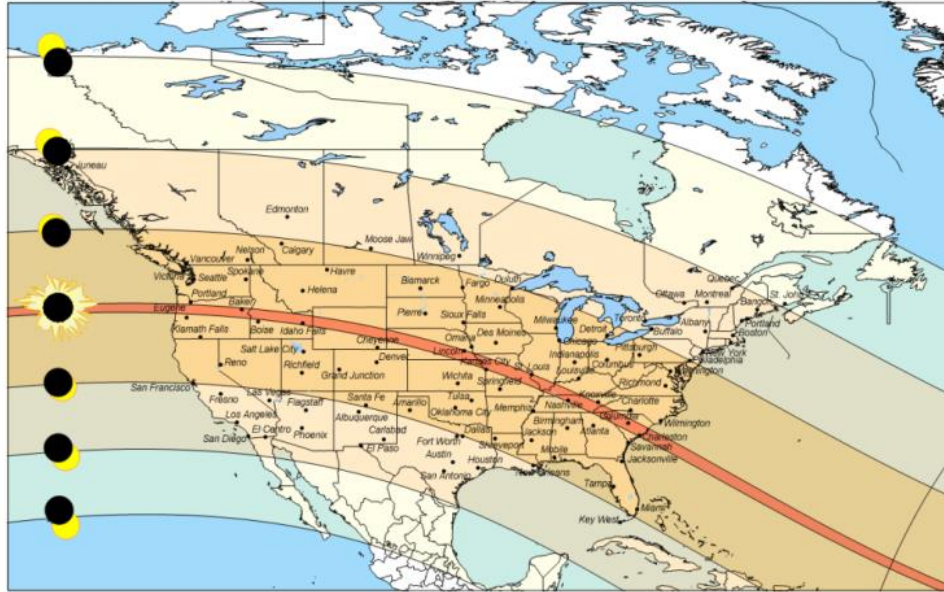 Juneau
Edmonton
Calgary
Moose Jaw
Winnipeg
Nelson
Vancouver
Victoria
Seattle
Spokane
Havre
Bismarck
Fargo
Duluth
Quebec
Ottawa
Montreal
St. John
Bangor
Portland
Helena
Minneapolis
Toronto
Portland
Baker
Pierre
Sioux Falls
Milwaukee
Detroit
Buffalo
Albany
Boston
Eugene
Klamath Falls
Boise
Idaho Falls
Des Moines
Chicago
New York
Cheyenne
Omaha
Lincoln
Pittsburgh
Salt Lake City
Denver
Kansas City
St. Louis
Indianapolis
Columbus
Reno
Richfield
Grand Junction
Louisville
Richmond
San Francisco
Wichita
Springfield
Knoxville
Fresno
Las Vegas
Santa Fe
Tulsa
Nashville
Charlotte
Flagstaff
Amarillo
Oklahoma City
Memphis
Wilmington
Los Angeles
Albuquerque
Birmingham
Atlanta
El Centro
Phoenix
Carlsbad
Dallas
Jackson
Charleston
San Diego
El Paso
Fort Worth
Shreveport
Savannah
Austin
Houston
Mobile
Jacksonville
San Antonio
New Orleans
Tampa
Miami
Key West